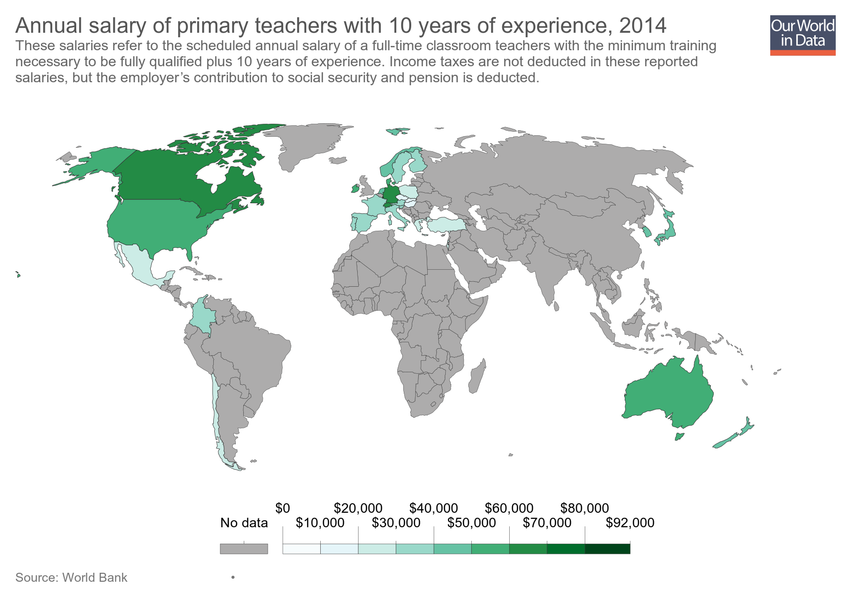 Annual salary of primary teachers with 10 years of experience, 2014
These salaries refer to the scheduled annual salary of a full-time classroom teachers with the minimum training
necessary to be fully qualified plus 10 years of experience. Income taxes are not deducted in these reported
salaries, but the employer's contribution to social security and pension is deducted.
Our World
in Data
$0 $20,000 $40,000 $60,000 $80,000
No data $10,000 $30,000 $50,000 $70,000 $92,000
Source: World Bank